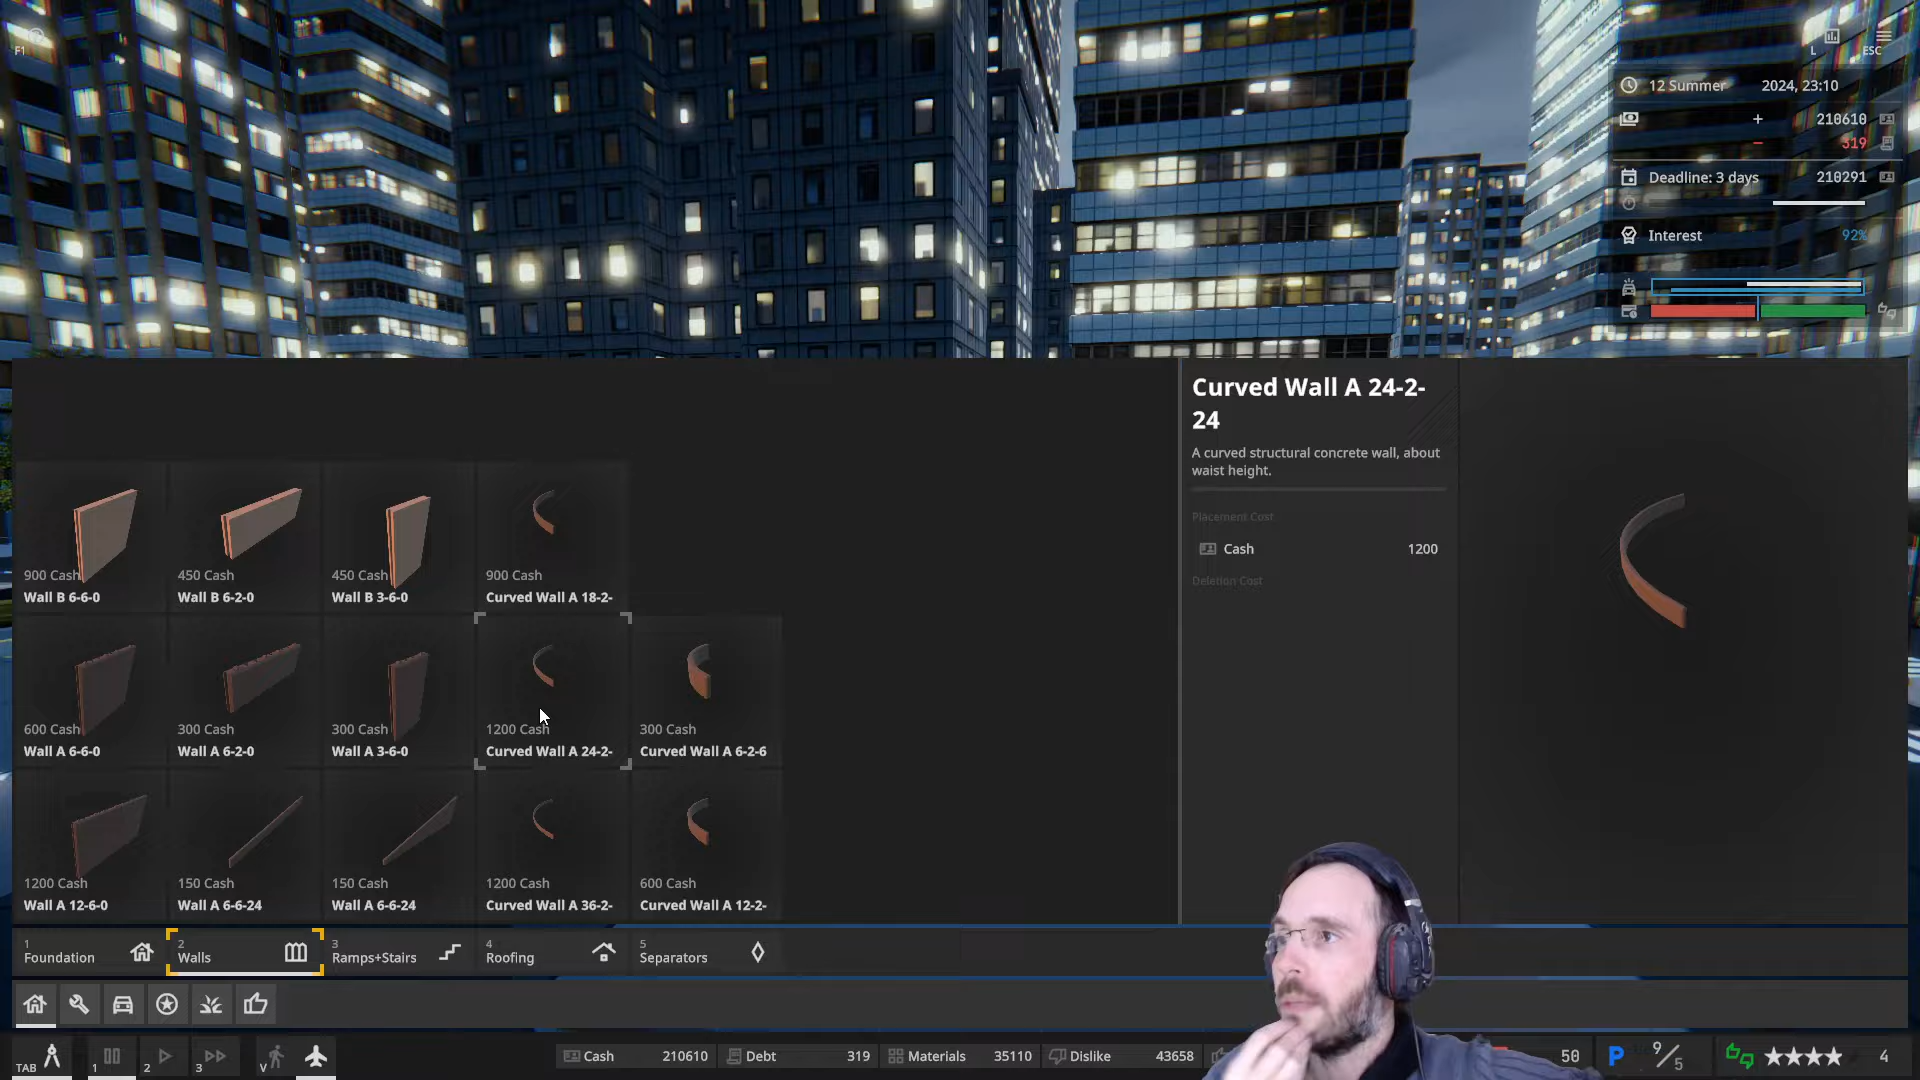 F1
L
ESC
12 Summer 2024, 23:10
+ 210610
− 319
Deadline: 3 days 210291
Interest 92%
Curved Wall A 24-2-
24
A curved structural concrete wall, about
waist height.
Placement Cost
Cash 1200
Deletion Cost
900 Cash
Wall B 6-6-0
450 Cash
Wall B 6-2-0
450 Cash
Wall B 3-6-0
900 Cash
Curved Wall A 18-2-
600 Cash
Wall A 6-6-0
300 Cash
Wall A 6-2-0
300 Cash
Wall A 3-6-0
1200 Cash
Curved Wall A 24-2-
300 Cash
Curved Wall A 6-2-6
1200 Cash
Wall A 12-6-0
150 Cash
Wall A 6-6-24
150 Cash
Wall A 6-6-24
1200 Cash
Curved Wall A 36-2-
600 Cash
Curved Wall A 12-2-
1
Foundation
2
Walls
3
Ramps+Stairs
4
Roofing
5
Separators
TAB
1
2
3
V
Cash 210610
Debt 319
Materials 35110
Dislike 43658
50
P 9/5
4